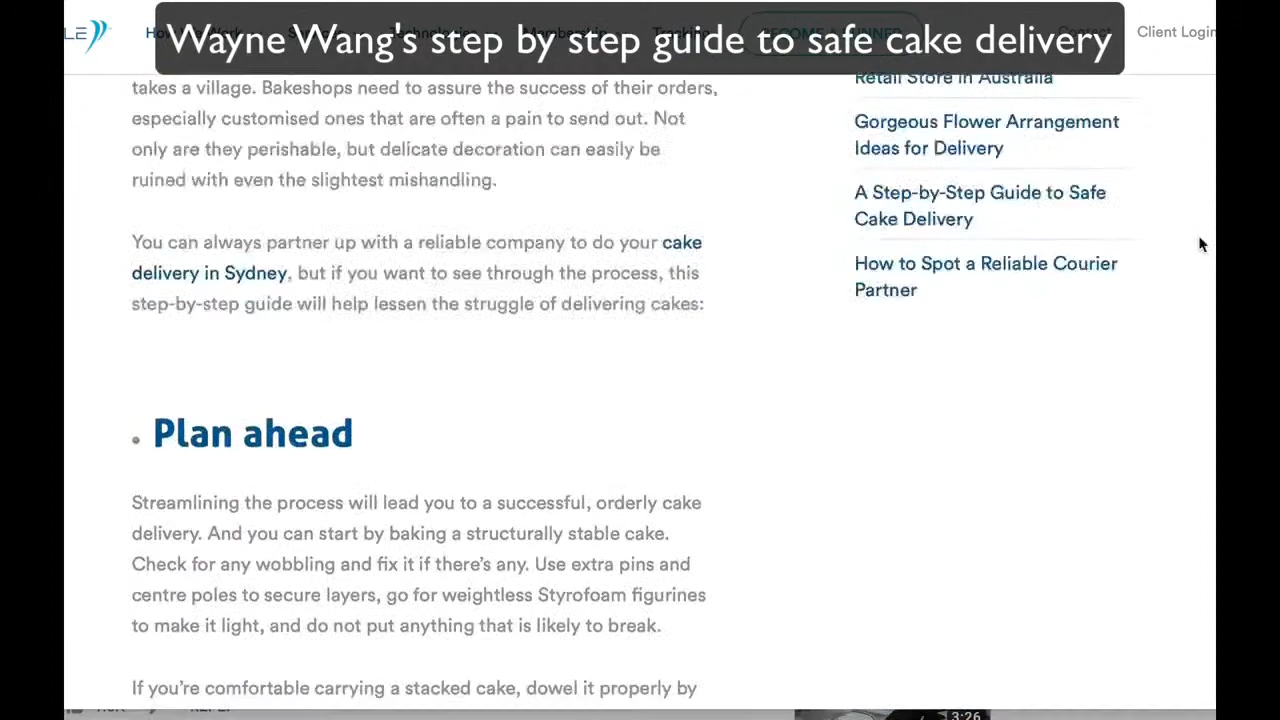 Wayne Wang's step by step guide to safe cake delivery
LE
Contact
Client Login
takes a village. Bakeshops need to assure the success of their orders,
especially customised ones that are often a pain to send out. Not
only are they perishable, but delicate decoration can easily be
ruined with even the slightest mishandling.
You can always partner up with a reliable company to do your cake
delivery in Sydney, but if you want to see through the process, this
step-by-step guide will help lessen the struggle of delivering cakes:
• Plan ahead
Streamlining the process will lead you to a successful, orderly cake
delivery. And you can start by baking a structurally stable cake.
Check for any wobbling and fix it if there's any. Use extra pins and
centre poles to secure layers, go for weightless Styrofoam figurines
to make it light, and do not put anything that is likely to break.
If you're comfortable carrying a stacked cake, dowel it properly by
Retail Store in Australia
Gorgeous Flower Arrangement
Ideas for Delivery
A Step-by-Step Guide to Safe
Cake Delivery
How to Spot a Reliable Courier
Partner
3:26